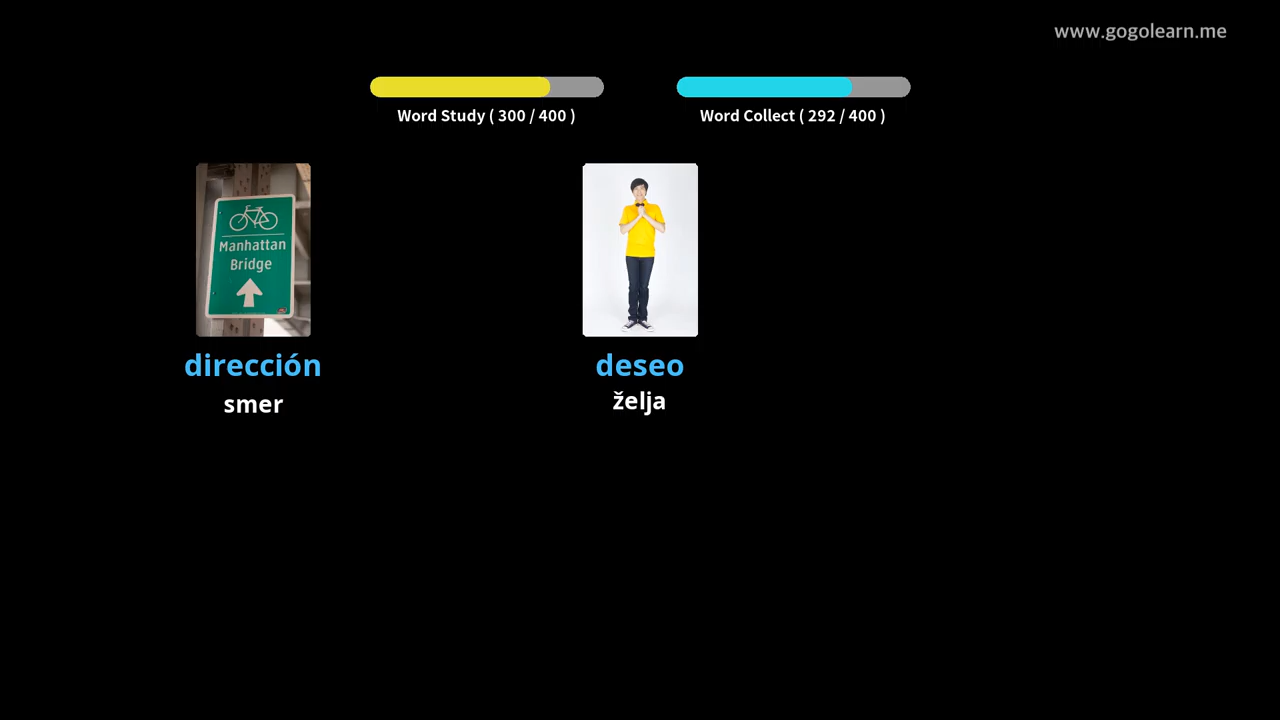 www.gogolearn.me
Word Study ( 300 / 400 )
Word Collect ( 292 / 400 )
Manhattan
Bridge
dirección
smer
deseo
želja